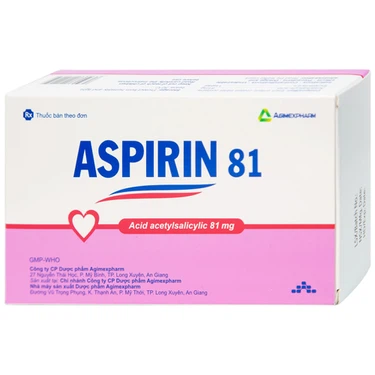 Rx Thuốc bán theo đơn
AGIMEXPHARM
ASPIRIN 81
Acid acetylsalicylic 81 mg
GMP-WHO
Công ty CP Dược phẩm Agimexpharm
27 Nguyễn Thái Học, P. Mỹ Bình, TP. Long Xuyên, An Giang
Sản xuất tại: Chi nhánh Công ty CP Dược phẩm Agimexpharm
Nhà máy sản xuất Dược phẩm Agimexpharm
Đường Vũ Trọng Phụng, K. Thạnh An, P. Mỹ Thới, TP. Long Xuyên, An Giang